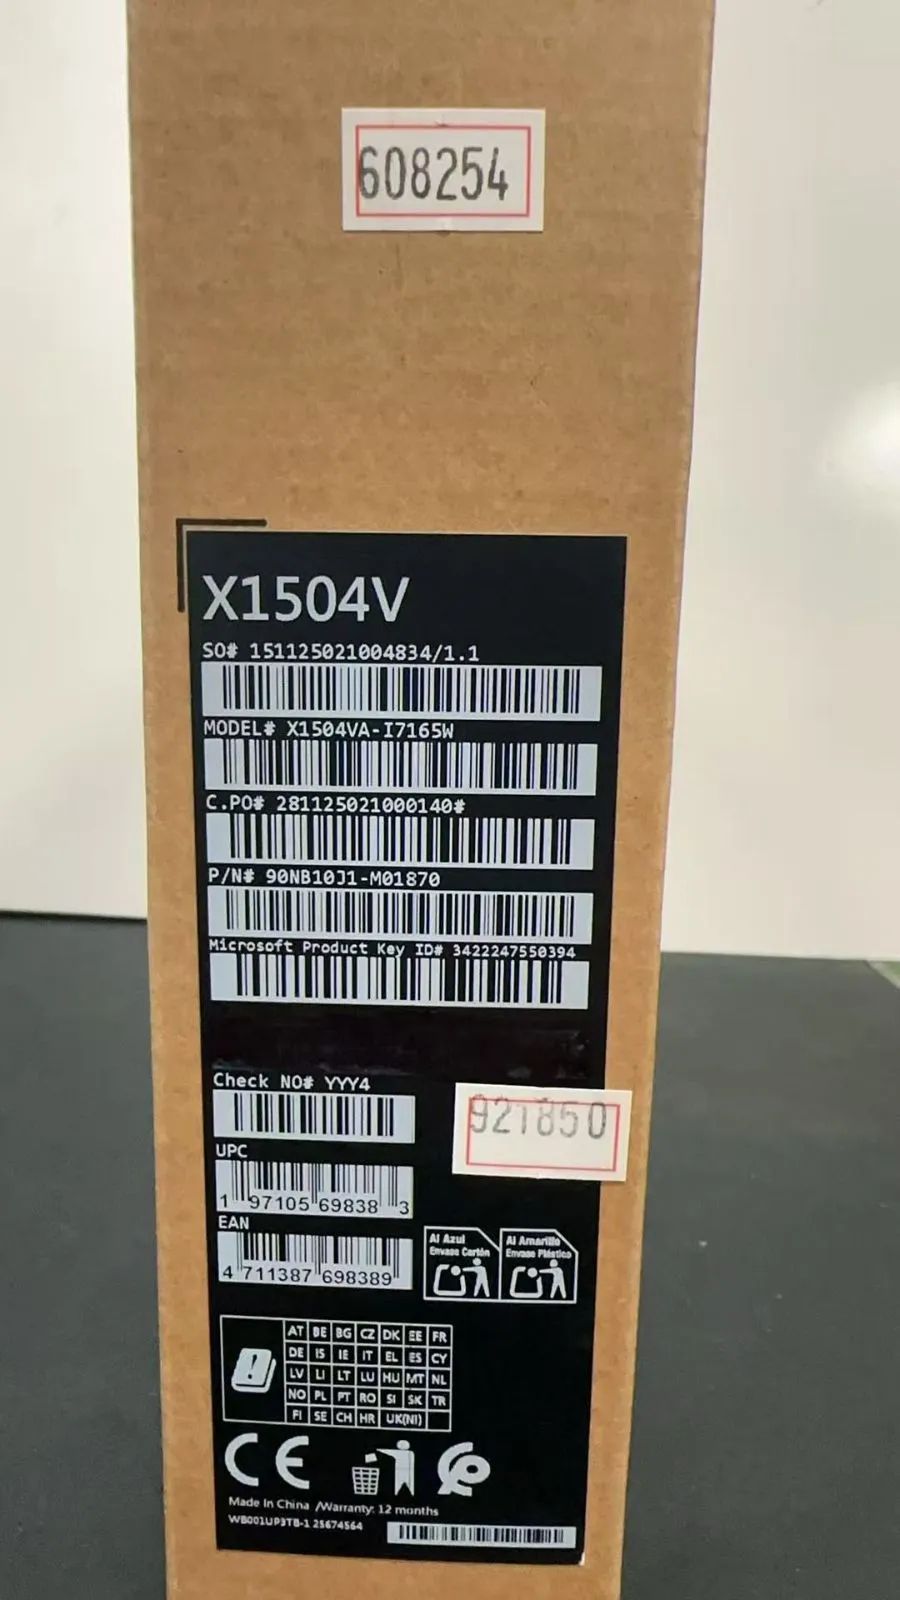 608254
X1504V
SO# 151125021004834/1.1
MODEL# X1504VA-I7165W
C.PO# 281125021000140#
P/N# 90NB10J1-M01870
Microsoft Product Key ID# 3422247550394
Check NO# YYY4
921850
UPC
1 97105 69838 3
EAN
4 711387 698389
Al Azul
Envase Cartón
Al Amarillo
Envase Plástico
AT BE BG CZ DK EE FR
DE IS IE IT EL ES CY
LV LI LT LU HU MT NL
NO PL PT RO SI SK TR
FI SE CH HR UK(NI)
CE
Made In China /Warranty: 12 months
WB001UP3TB-1 25674564